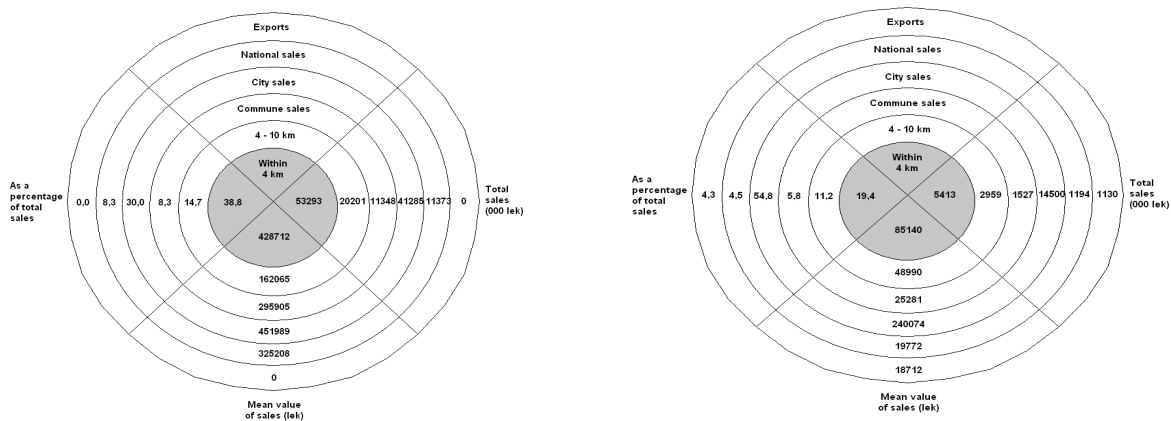 Exports
National sales
City sales
Commune sales
4 - 10 km
Within
4 km
As a
percentage
of total
sales
0,0 8,3 30,0 8,3 14,7 38,8 53293 20201 11348 41285 11373 0
Total
sales
(000 lek)
428712
162065
295905
451989
325208
0
Mean value
of sales (lek)
Exports
National sales
City sales
Commune sales
4 - 10 km
Within
4 km
As a
percentage
of total
sales
4,3 4,5 54,8 5,8 11,2 19,4 5413 2959 1527 14500 1194 1130
Total
sales
(000 lek)
85140
48990
25281
240074
19772
18712
Mean value
of sales (lek)